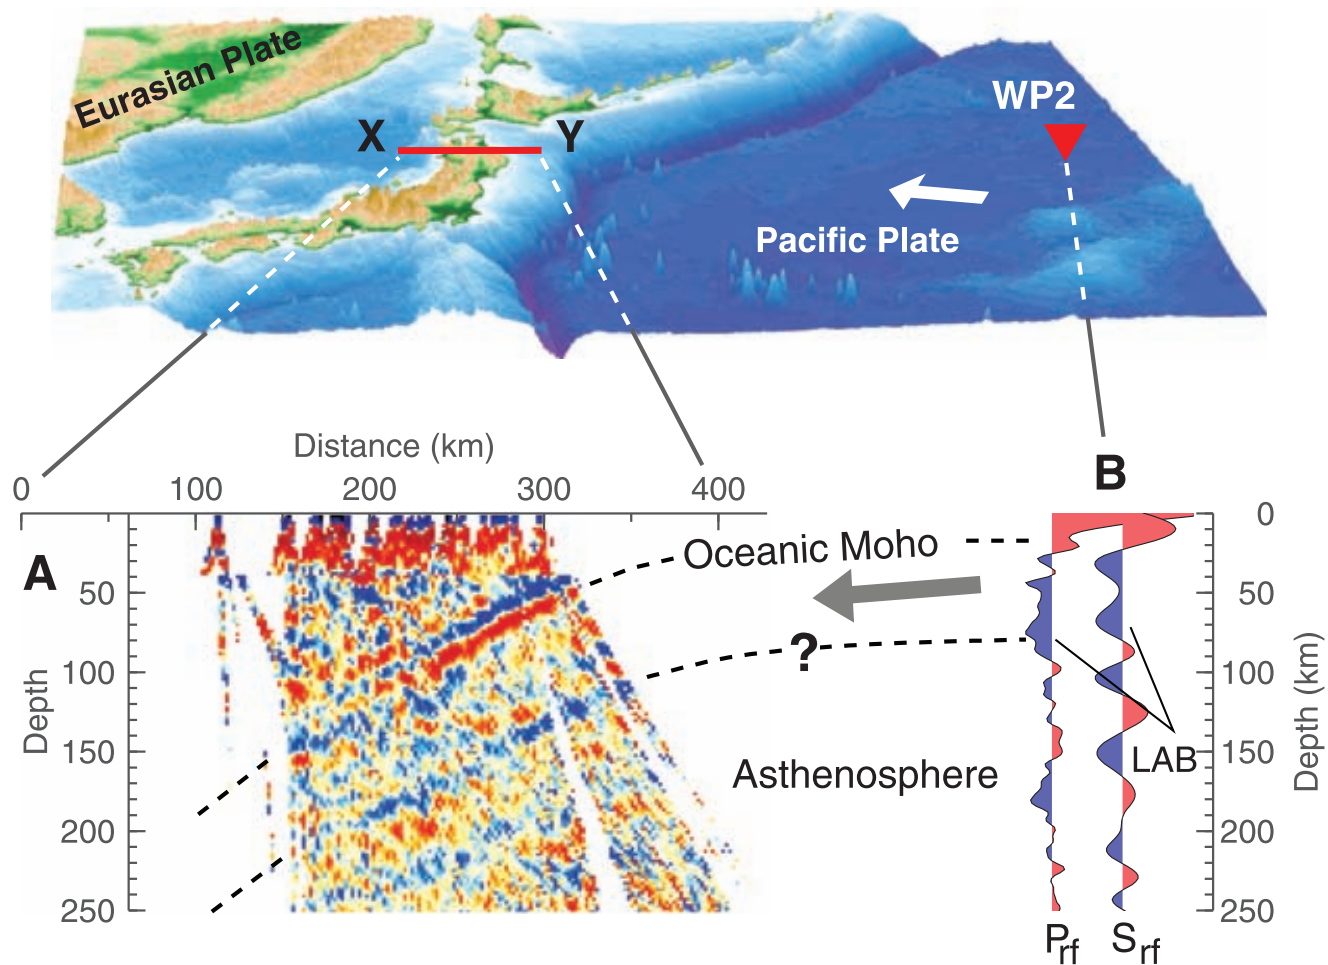 Eurasian Plate
WP2
X
Y
Pacific Plate
B
Distance (km)
0 100 200 300 400
A
Oceanic Moho
?
Asthenosphere
LAB
Depth
50
100
150
200
250
0
50
100
150
200
250
Depth (km)
Prf
Srf